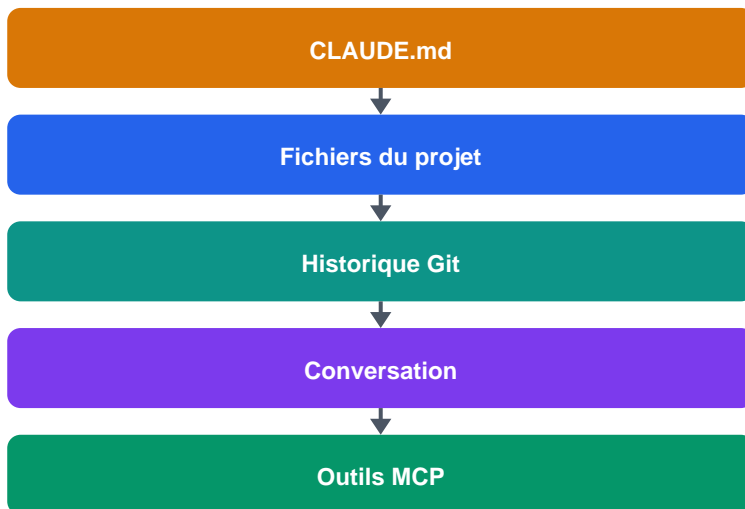 CLAUDE.md
Fichiers du projet
Historique Git
Conversation
Outils MCP